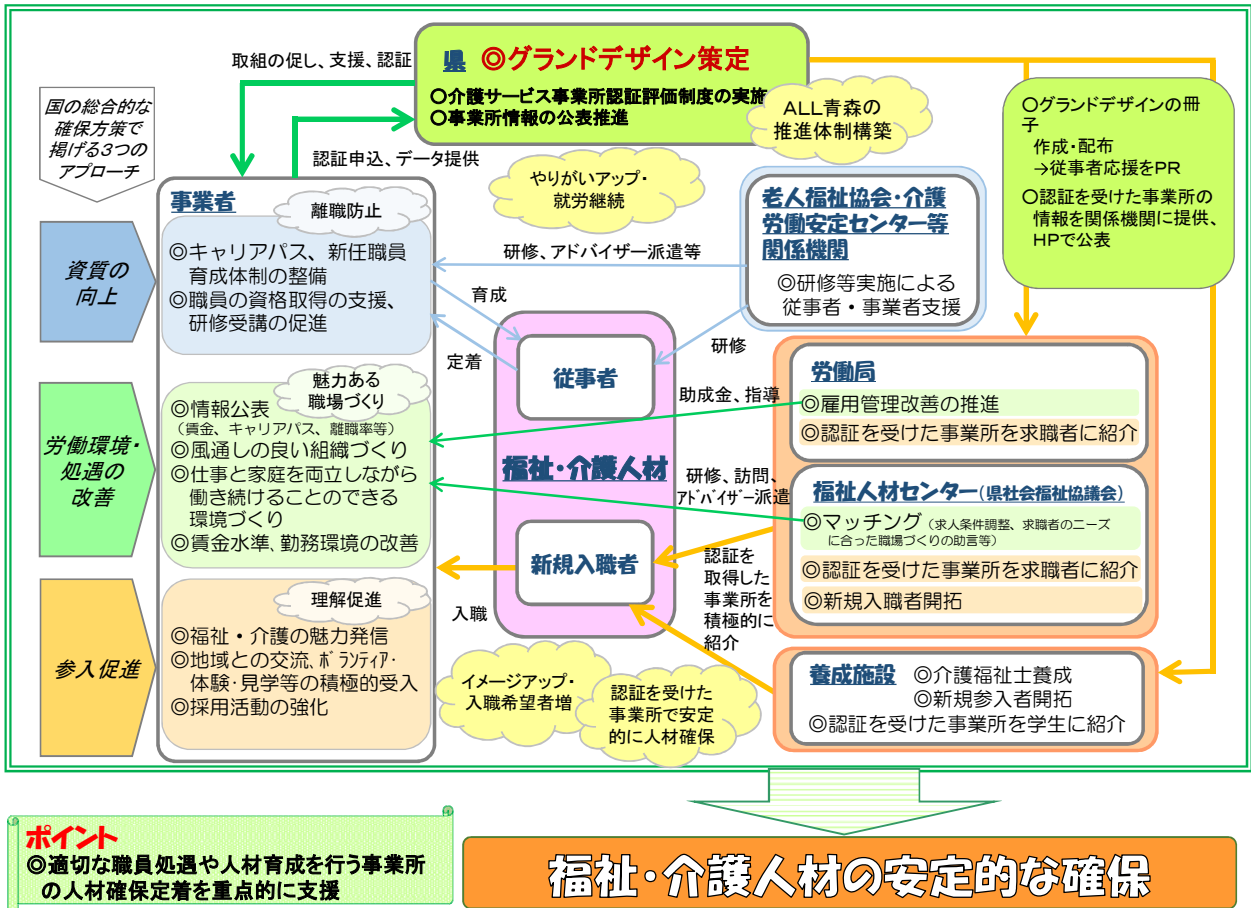 県 ◎グランドデザイン策定
○介護サービス事業所認証評価制度の実施
○事業所情報の公表推進
取組の促し、支援、認証
認証申込、データ提供
ALL青森の
推進体制構築
やりがいアップ・
就労継続
国の総合的な
確保方策で
掲げる3つの
アプローチ
資質の
向上
労働環境・
処遇の
改善
参入促進
事業者
離職防止
◎キャリアパス、新任職員
育成体制の整備
◎職員の資格取得の支援、
研修受講の促進
魅力ある
職場づくり
◎情報公表
(賃金、キャリアパス、離職率等)
◎風通しの良い組織づくり
◎仕事と家庭を両立しながら
働き続けることのできる
環境づくり
◎賃金水準、勤務環境の改善
理解促進
◎福祉・介護の魅力発信
◎地域との交流、ボランティア・
体験・見学等の積極的受入
◎採用活動の強化
研修、アドバイザー派遣等
育成
定着
研修
助成金、指導
研修、訪問、
アドバイザー派遣
認証を
取得した
事業所を
積極的に
紹介
入職
従事者
福祉・介護人材
新規入職者
イメージアップ・
入職希望者増
認証を受けた
事業所で安定
的に人材確保
老人福祉協会・介護
労働安定センター等
関係機関
◎研修等実施による
従事者・事業者支援
○グランドデザインの冊
子
作成・配布
→従事者応援をPR
○認証を受けた事業所の
情報を関係機関に提供、
HPで公表
労働局
◎雇用管理改善の推進
◎認証を受けた事業所を求職者に紹介
福祉人材センター(県社会福祉協議会)
◎マッチング(求人条件調整、求職者のニーズ
に合った職場づくりの助言等)
◎認証を受けた事業所を求職者に紹介
◎新規入職者開拓
養成施設 ◎介護福祉士養成
◎新規参入者開拓
◎認証を受けた事業所を学生に紹介
ポイント
◎適切な職員処遇や人材育成を行う事業所
の人材確保定着を重点的に支援
福祉・介護人材の安定的な確保